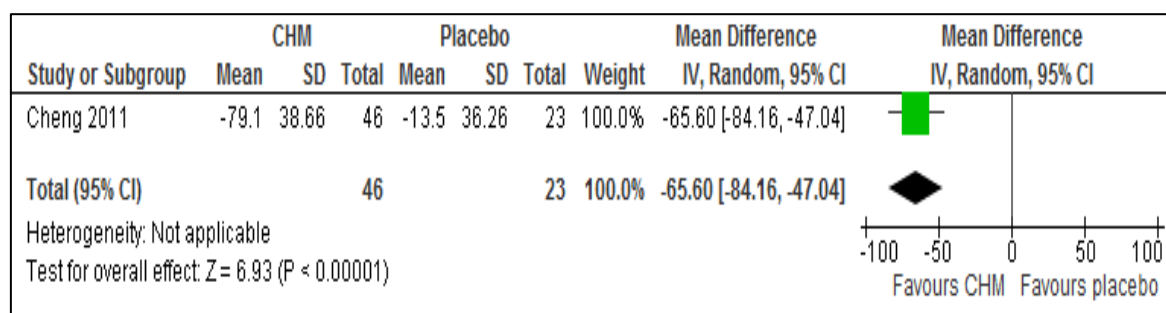 CHM Placebo Mean Difference Mean Difference
Study or Subgroup Mean SD Total Mean SD Total Weight IV, Random, 95% CI IV, Random, 95% CI
Cheng 2011 -79.1 38.66 46 -13.5 36.26 23 100.0% -65.60 [-84.16, -47.04]
Total (95% CI) 46 23 100.0% -65.60 [-84.16, -47.04]
Heterogeneity: Not applicable
Test for overall effect: Z = 6.93 (P < 0.00001)
-100 -50 0 50 100
Favours CHM Favours placebo